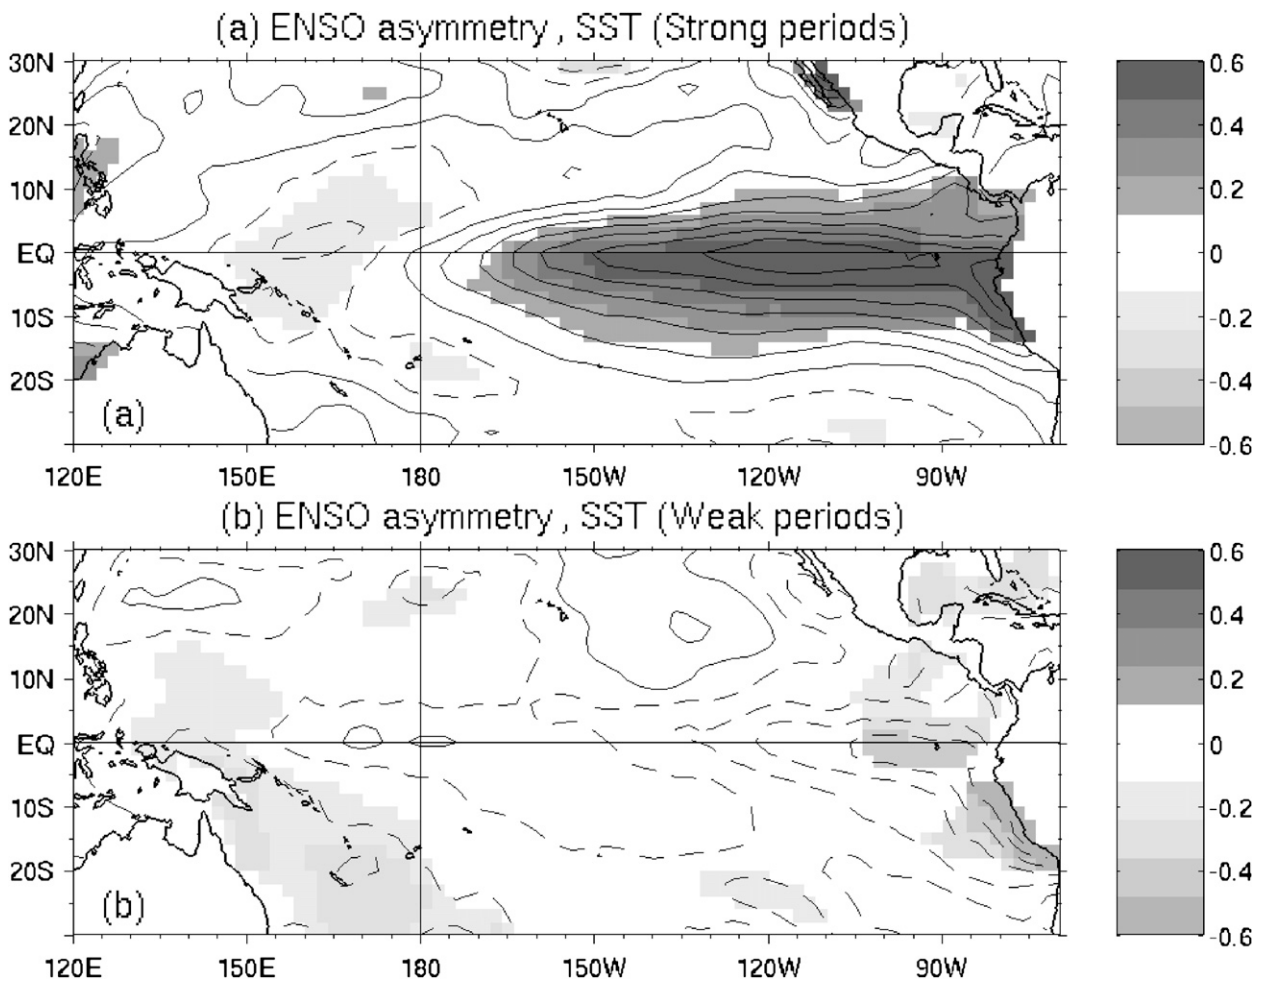 (a) ENSO asymmetry , SST (Strong periods)
30N
20N
10N
EQ
10S
20S
(a)
120E 150E 180 150W 120W 90W
0.6
0.4
0.2
0
-0.2
-0.4
-0.6
(b) ENSO asymmetry , SST (Weak periods)
30N
20N
10N
EQ
10S
20S
(b)
120E 150E 180 150W 120W 90W
0.6
0.4
0.2
0
-0.2
-0.4
-0.6